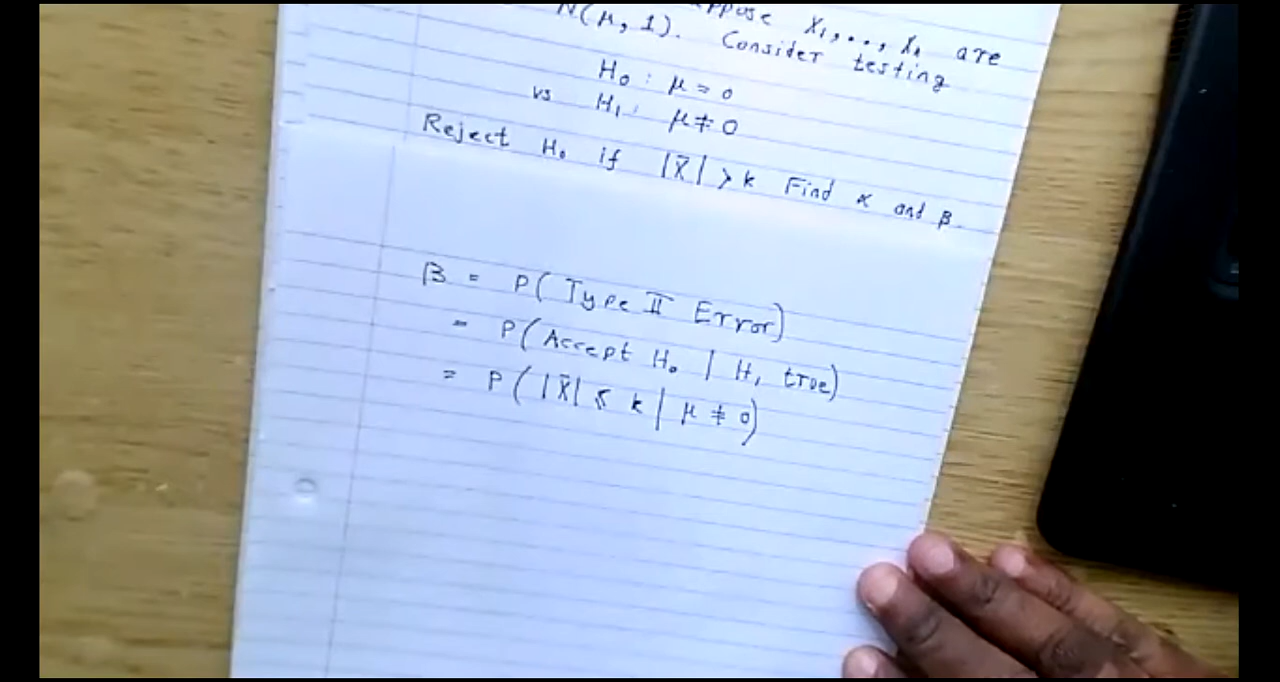 X₁, . . . , Xₙ are
N(μ, 1). Consider testing
H₀ : μ = 0
vs H₁ : μ ≠ 0
Reject H₀ if |X̄| > k Find α and β.
β = P( Type II Error)
= P( Accept H₀ | H₁ true)
= P( |X̄| ≤ k | μ ≠ 0)